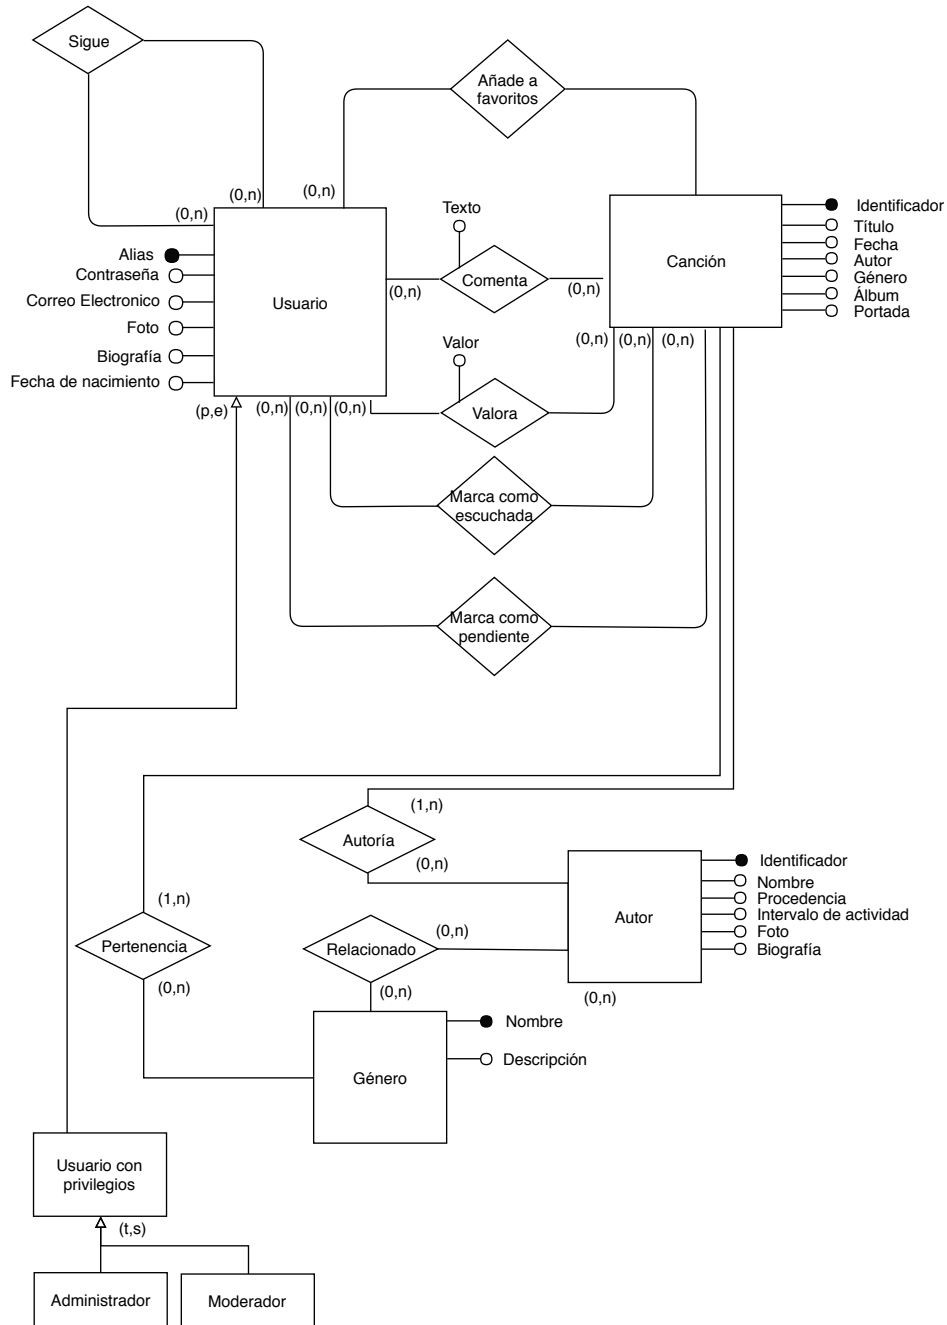 Sigue
Añade a
favoritos
(0,n)
(0,n)
(0,n)
Texto
Identificador
Título
Fecha
Autor
Género
Álbum
Portada
Canción
Alias
Contraseña
Correo Electronico
Foto
Biografía
Fecha de nacimiento
Usuario
(0,n)
Comenta
(0,n)
Valor
(0,n)
(0,n)
(0,n)
(p,e)
(0,n)
(0,n)
(0,n)
Valora
Marca como
escuchada
Marca como
pendiente
(1,n)
Autoría
(0,n)
Identificador
Nombre
Procedencia
Intervalo de actividad
Foto
Biografía
Autor
(1,n)
Pertenencia
(0,n)
Relacionado
(0,n)
(0,n)
(0,n)
Nombre
Descripción
Género
Usuario con
privilegios
(t,s)
Administrador
Moderador